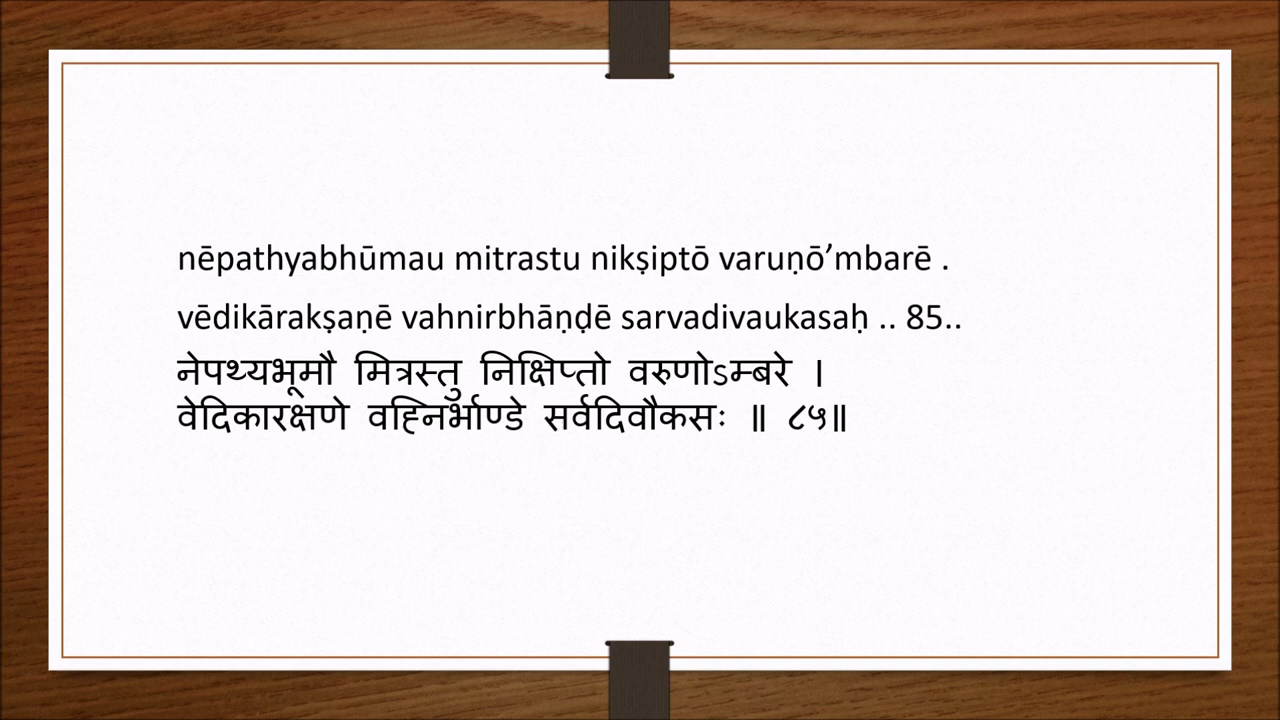 nēpathyabhūmau mitrastu nikṣiptō varuṇō’mbarē .
vēdikārakṣaṇē vahnirbhāṇḍē sarvadivaukasaḥ .. 85..
नेपथ्यभूमौ मित्रस्तु निक्षिप्तो वरुणोऽम्बरे ।
वेदिकारक्षणे वह्निर्भाण्डे सर्वदिवौकसः ॥ ८५॥